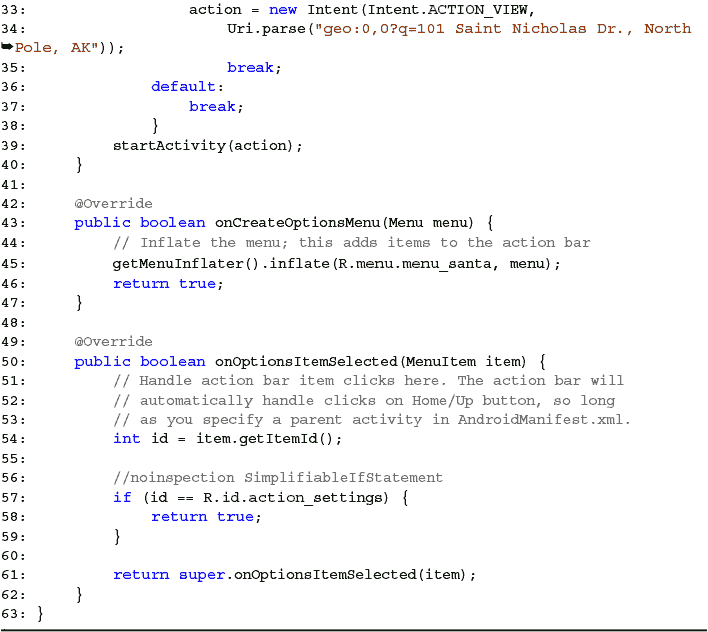 33:                 action = new Intent(Intent.ACTION_VIEW,
34:                     Uri.parse("geo:0,0?q=101 Saint Nicholas Dr., North
➥Pole, AK"));
35:                     break;
36:             default:
37:                 break;
38:             }
39:         startActivity(action);
40:     }
41:
42:     @Override
43:     public boolean onCreateOptionsMenu(Menu menu) {
44:         // Inflate the menu; this adds items to the action bar
45:         getMenuInflater().inflate(R.menu.menu_santa, menu);
46:         return true;
47:     }
48:
49:     @Override
50:     public boolean onOptionsItemSelected(MenuItem item) {
51:         // Handle action bar item clicks here. The action bar will
52:         // automatically handle clicks on Home/Up button, so long
53:         // as you specify a parent activity in AndroidManifest.xml.
54:         int id = item.getItemId();
55:
56:         //noinspection SimplifiableIfStatement
57:         if (id == R.id.action_settings) {
58:             return true;
59:         }
60:
61:         return super.onOptionsItemSelected(item);
62:     }
63: }